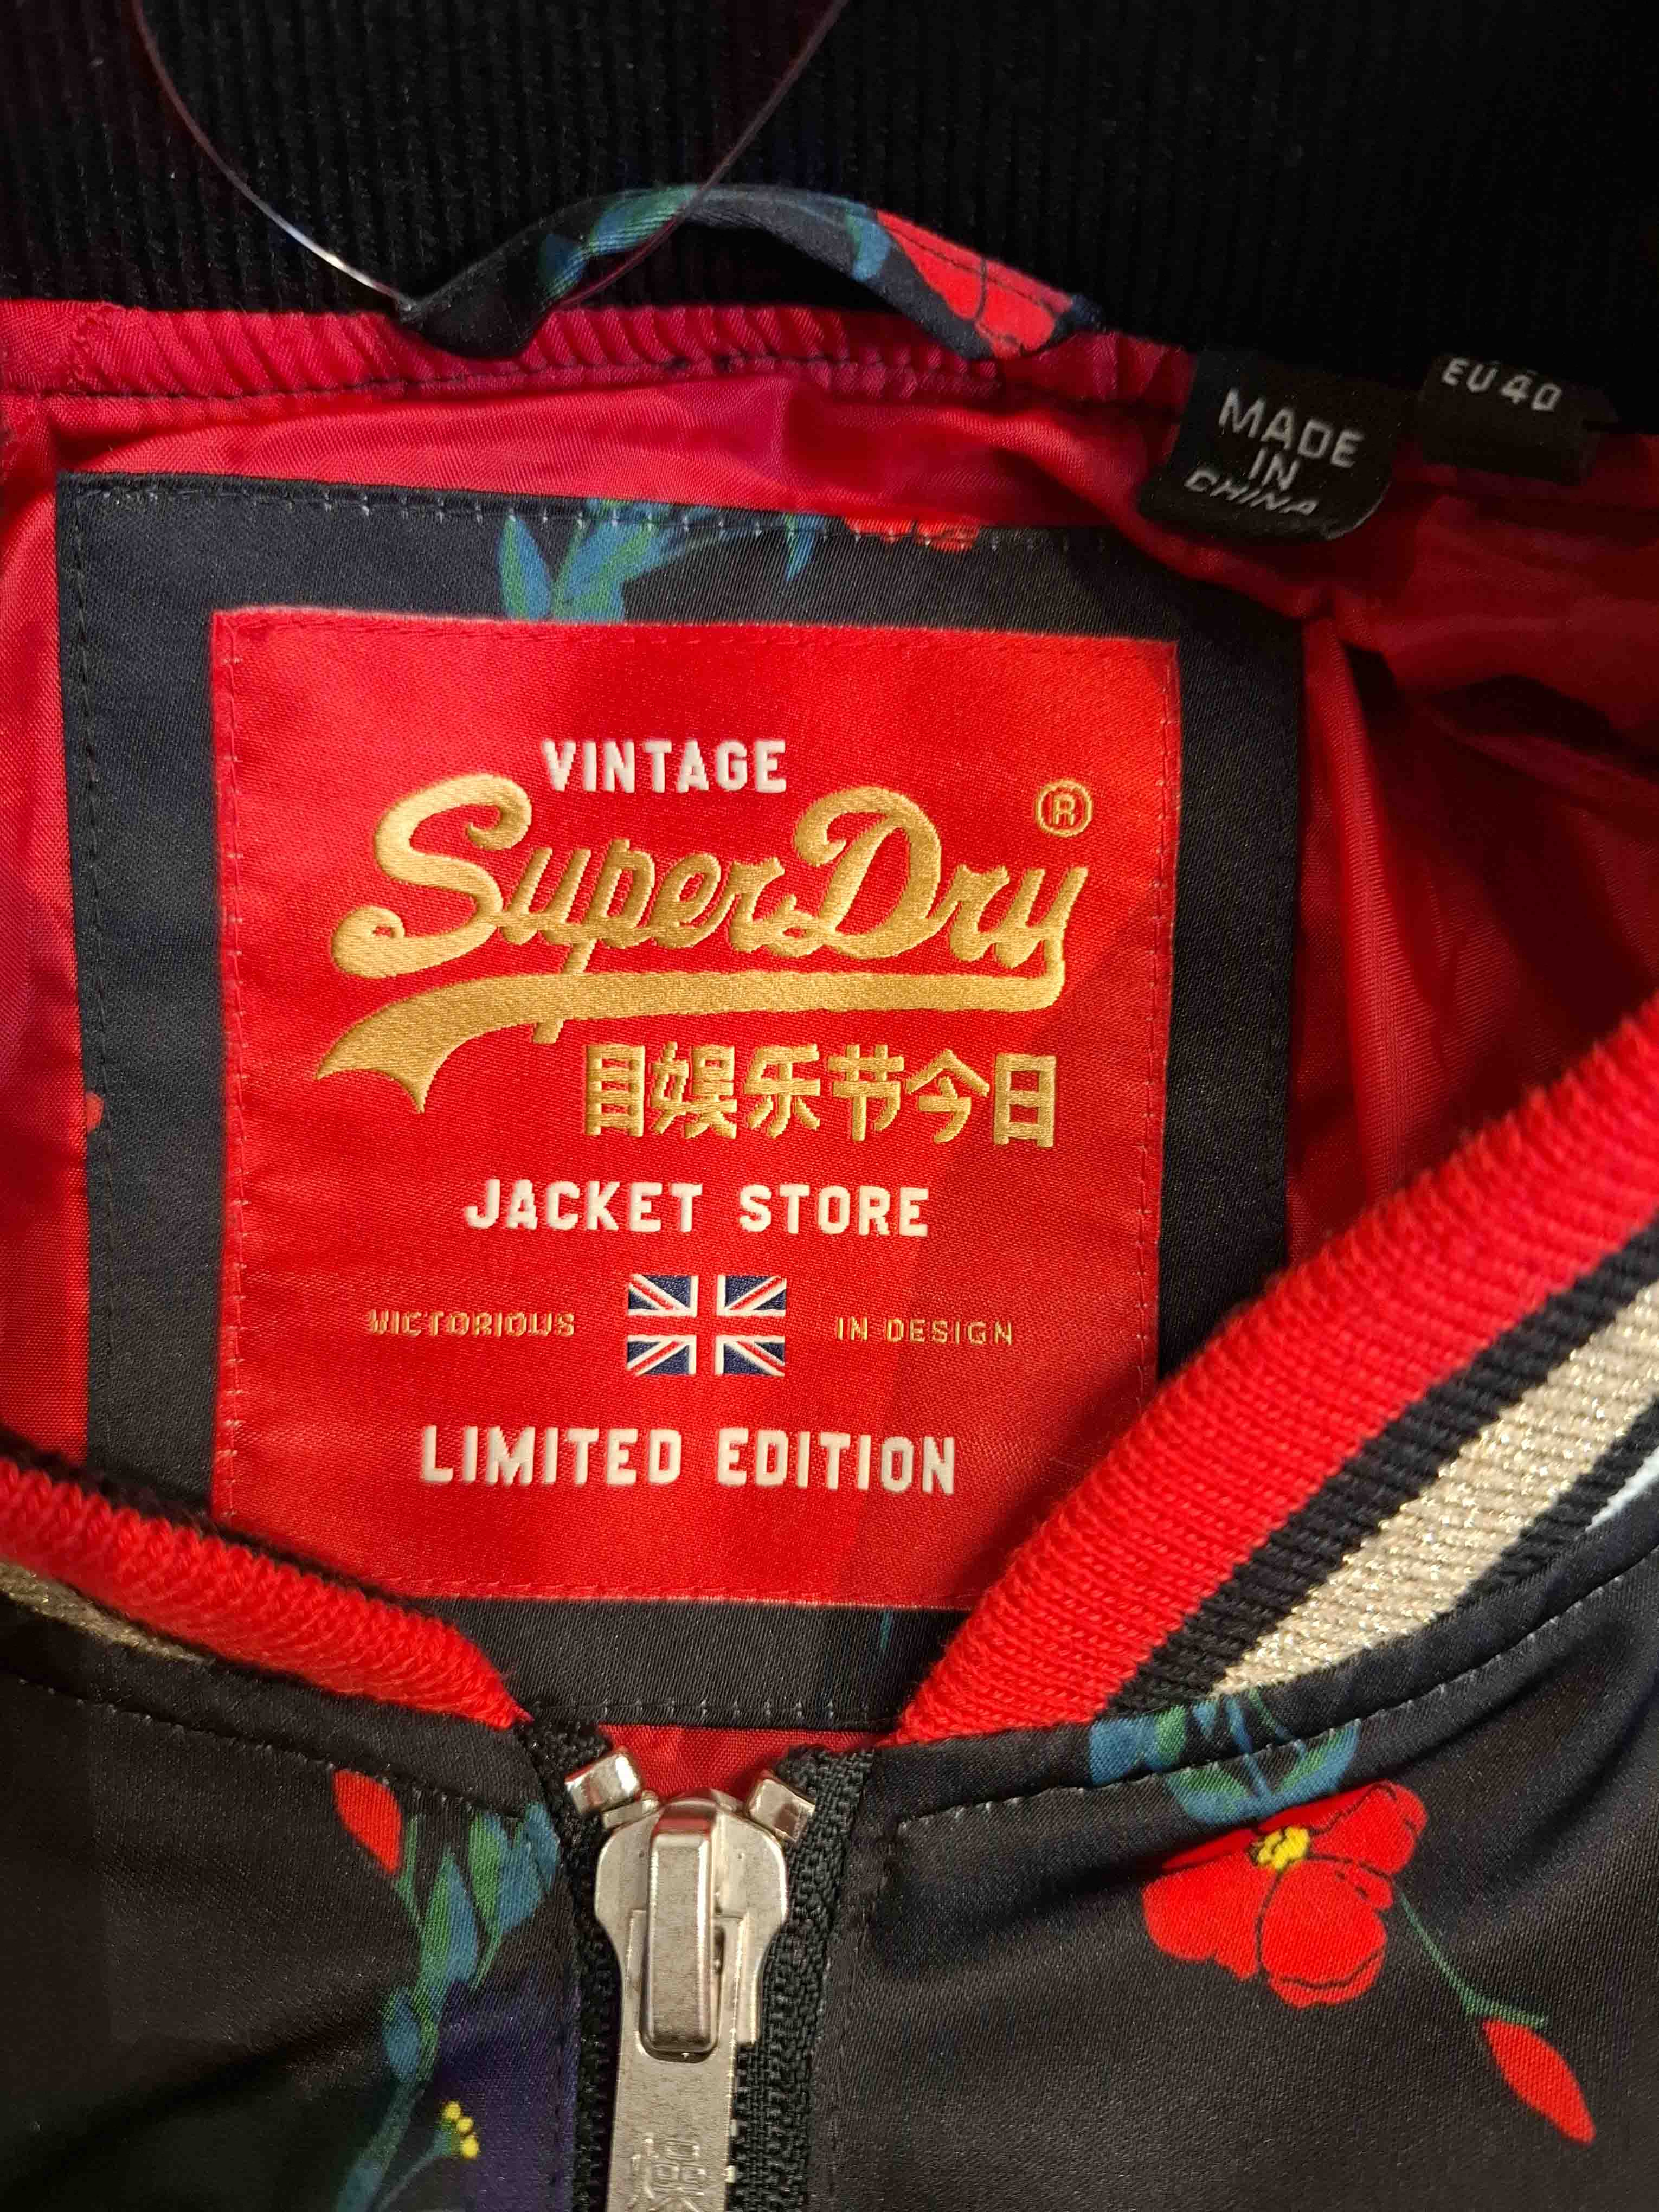 EU 40
MADE
IN
CHINA
VINTAGE
SuperDry®
目娱乐节今日
JACKET STORE
VICTORIOUS IN DESIGN
LIMITED EDITION